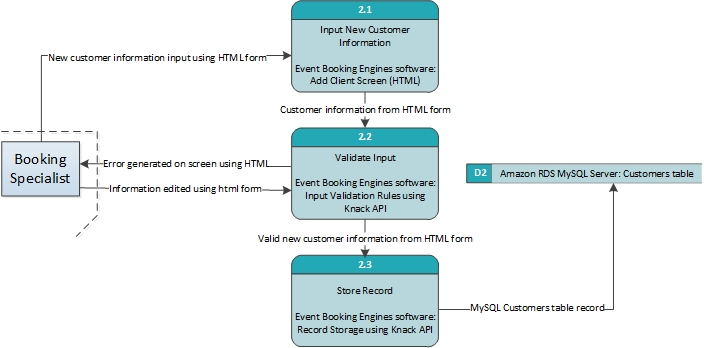 2.1
Input New Customer
Information
Event Booking Engines software:
Add Client Screen (HTML)
New customer information input using HTML form
Customer information from HTML form
2.2
Validate Input
Event Booking Engines software:
Input Validation Rules using
Knack API
Booking
Specialist
Error generated on screen using HTML
Information edited using html form
D2 Amazon RDS MySQL Server: Customers table
Valid new customer information from HTML form
2.3
Store Record
Event Booking Engines software:
Record Storage using Knack API
MySQL Customers table record